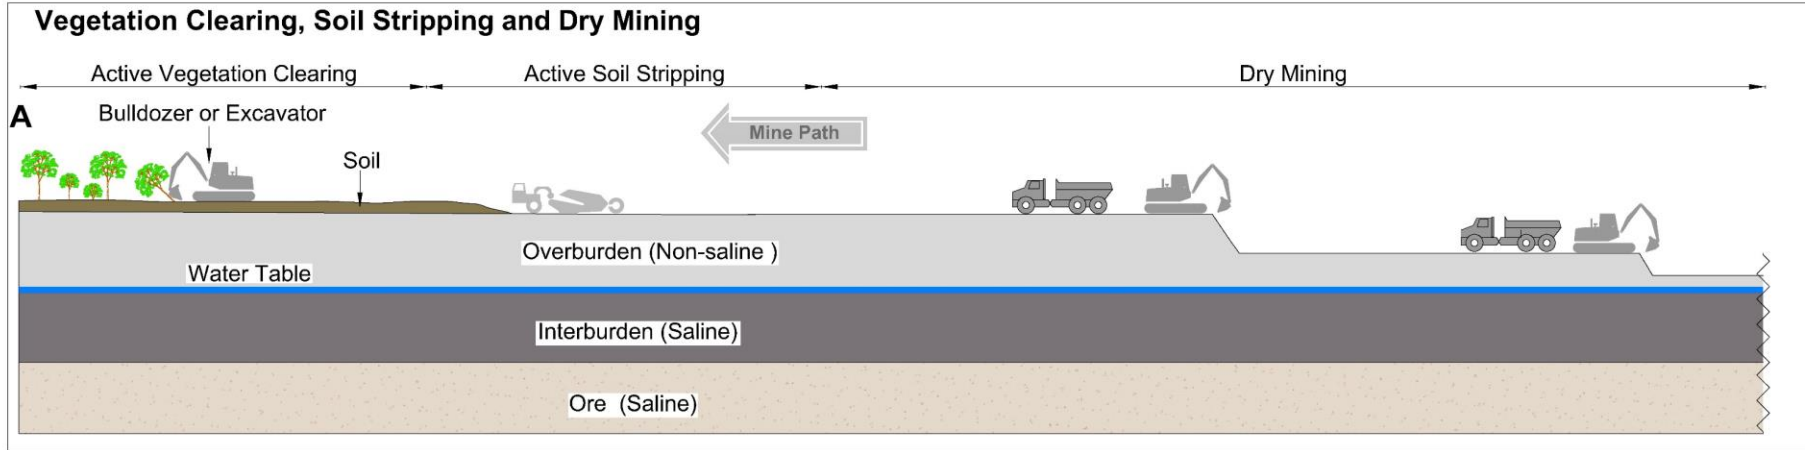 Vegetation Clearing, Soil Stripping and Dry Mining
Active Vegetation Clearing
Active Soil Stripping
Dry Mining
A
Bulldozer or Excavator
Mine Path
Soil
Overburden (Non-saline )
Water Table
Interburden (Saline)
Ore (Saline)